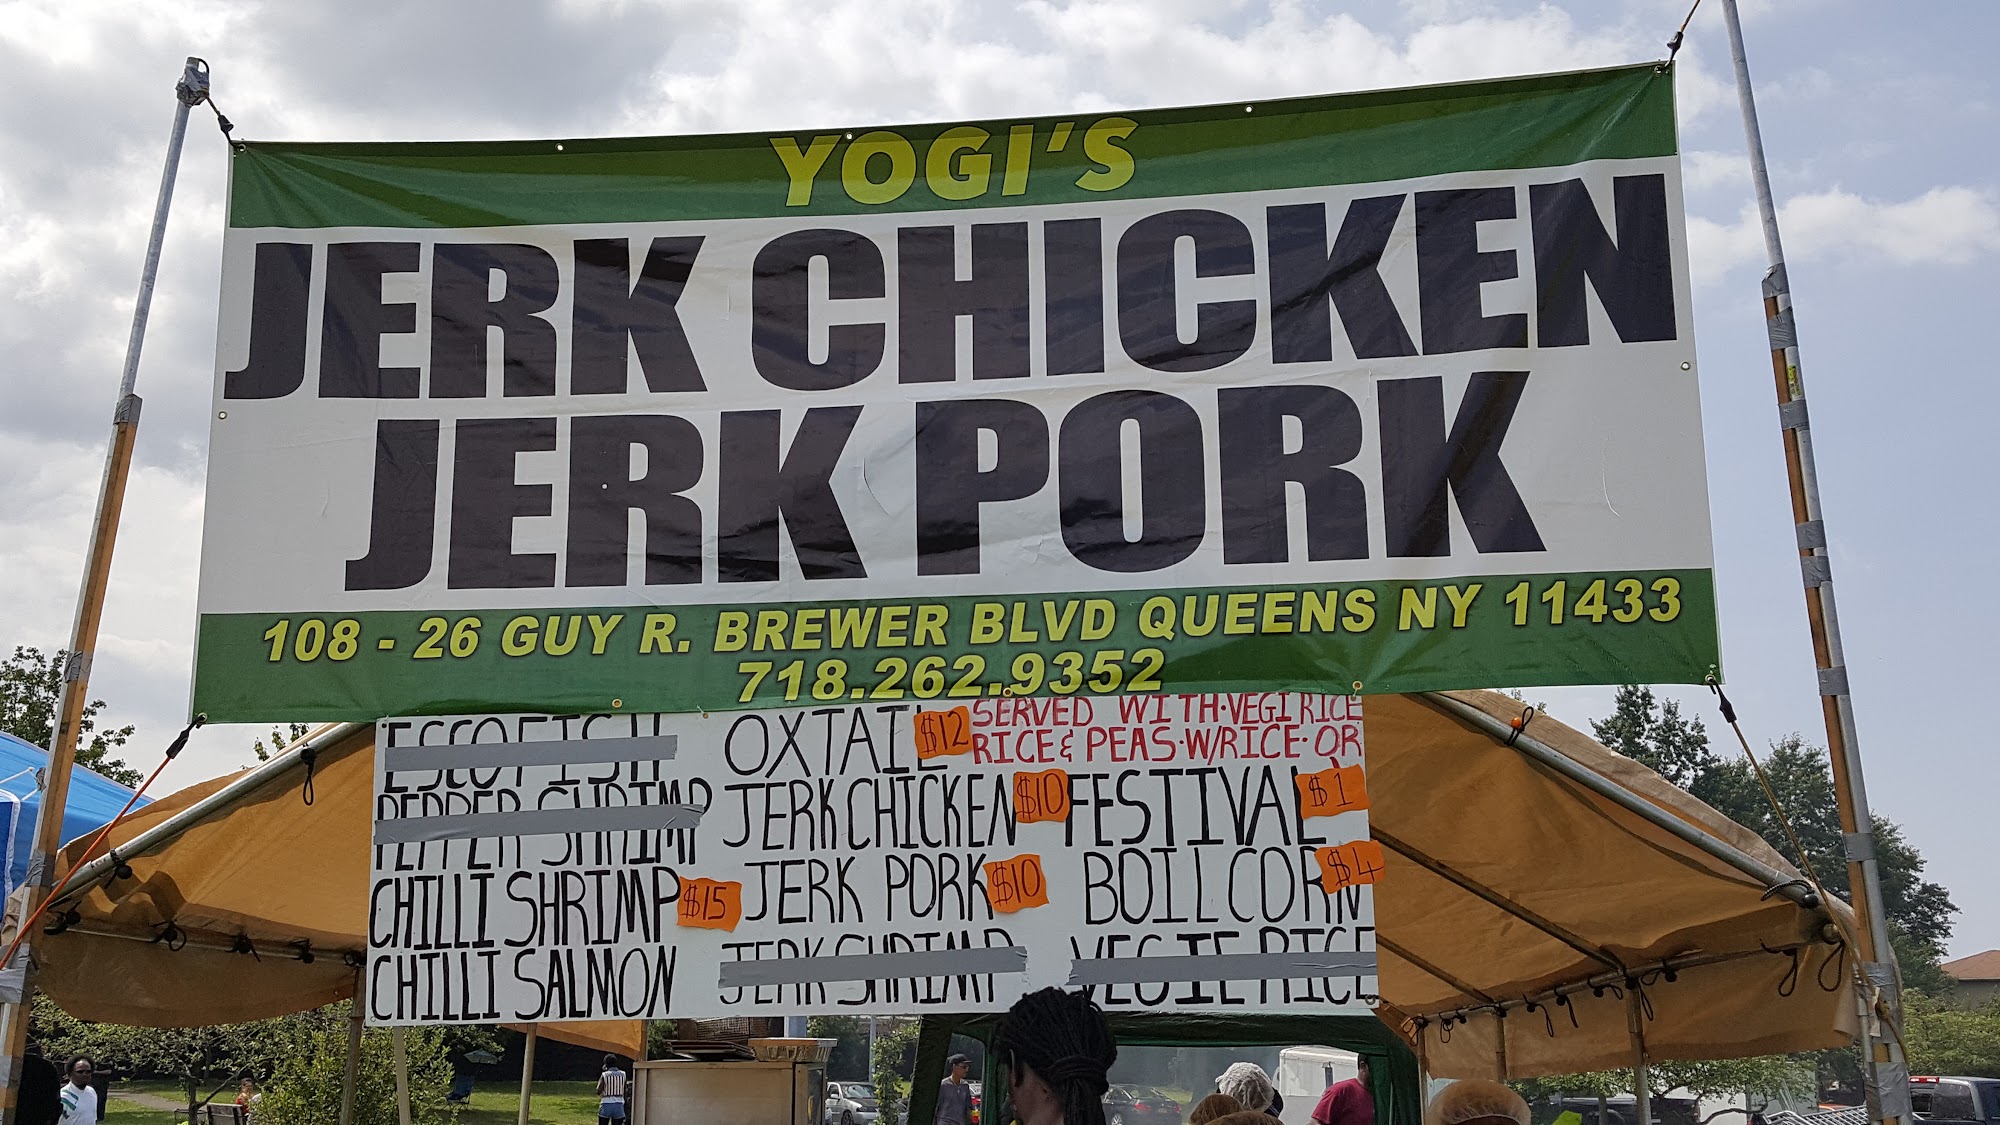 YOGI'S
JERK CHICKEN
JERK PORK
108 - 26 GUY R. BREWER BLVD QUEENS NY 11433
718.262.9352
ESCOFISH
PEPPER SHRIMP
CHILLI SHRIMP $15
CHILLI SALMON
OXTAIL $12
JERK CHICKEN $10
JERK PORK $10
JERK SHRIMP
SERVED WITH·VEGI RICE
RICE & PEAS·W/RICE·OR
FESTIVAL $1
BOIL CORN $4
VEGIE RICE